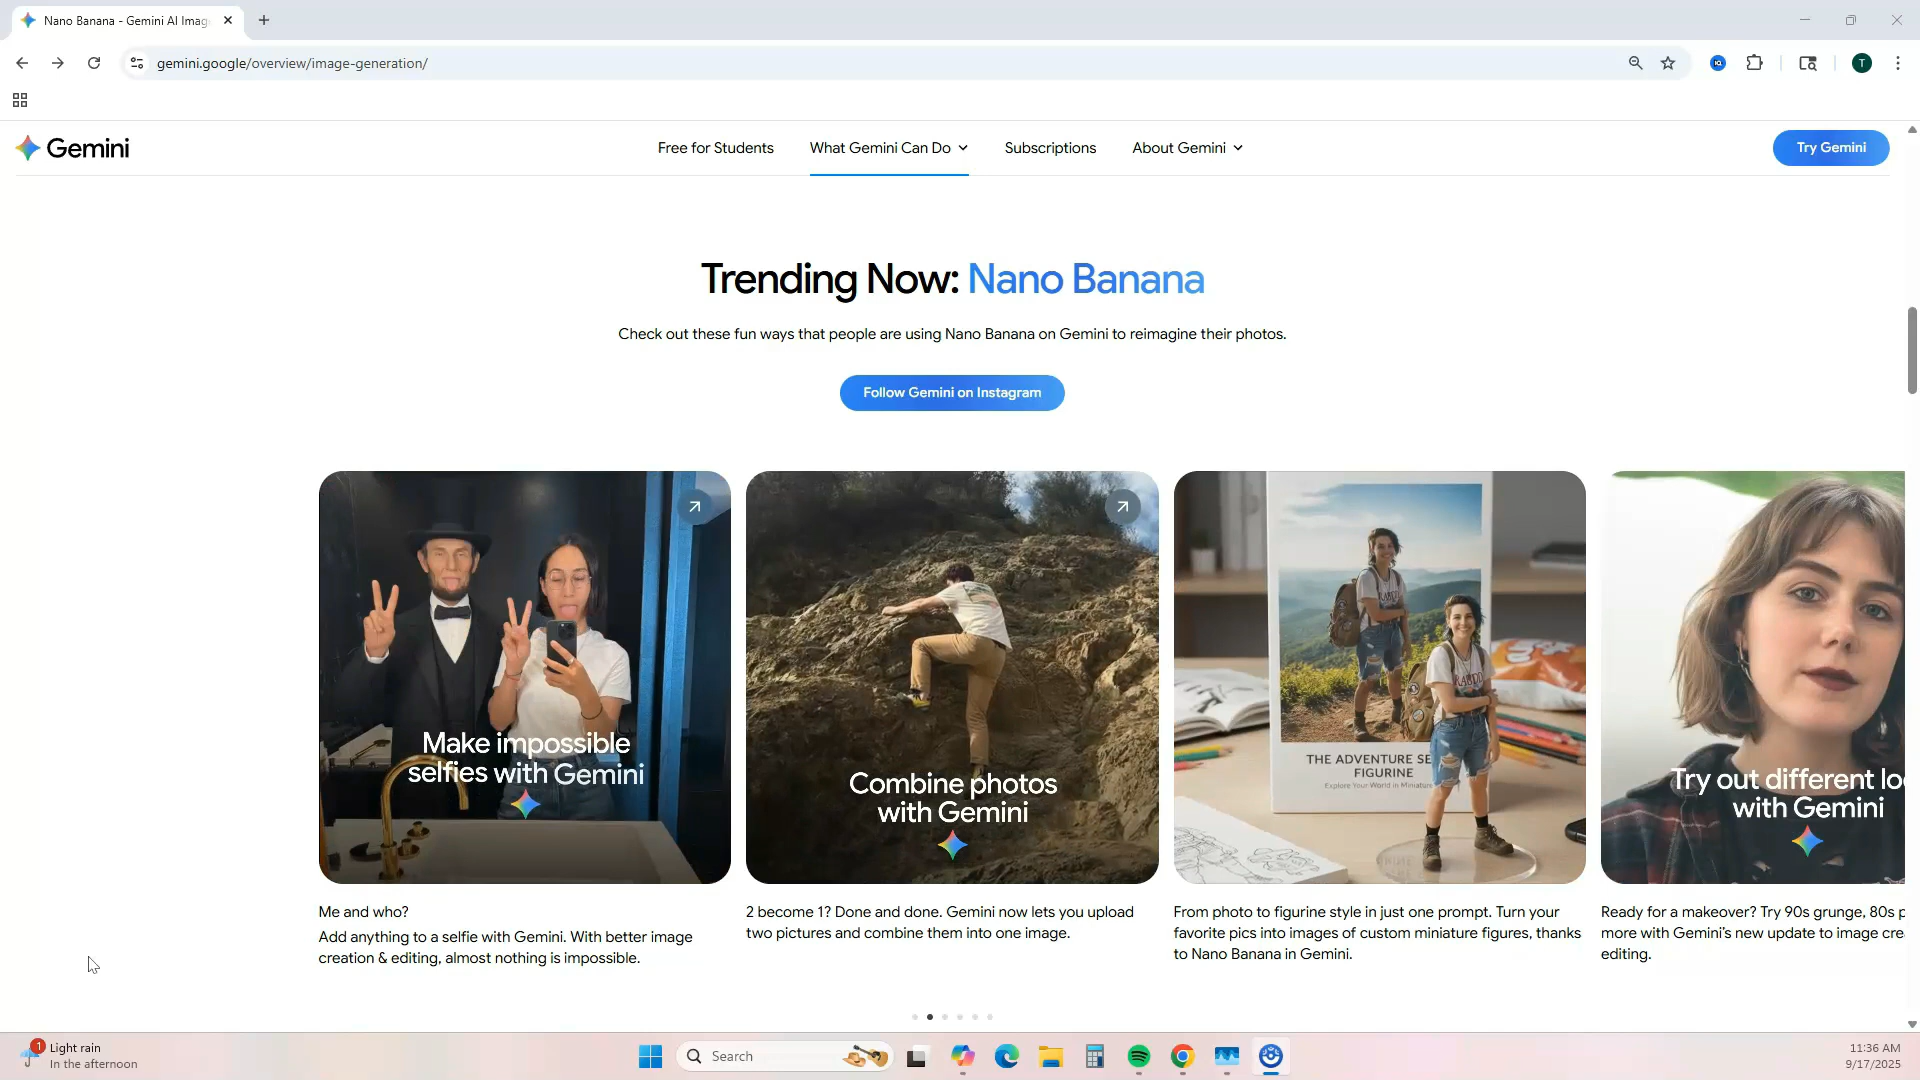 Nano Banana - Gemini AI Imag
gemini.google/overview/image-generation/
T
Gemini
Free for Students
What Gemini Can Do
Subscriptions
About Gemini
Try Gemini
Trending Now: Nano Banana
Check out these fun ways that people are using Nano Banana on Gemini to reimagine their photos.
Follow Gemini on Instagram
Make impossible
selfies with Gemini
Combine photos
with Gemini
THE ADVENTURE SE
FIGURINE
Explore Your World in Miniatur
Try out different lo
with Gemini
Me and who?
Add anything to a selfie with Gemini. With better image
creation & editing, almost nothing is impossible.
2 become 1? Done and done. Gemini now lets you upload
two pictures and combine them into one image.
From photo to figurine style in just one prompt. Turn your
favorite pics into images of custom miniature figures, thanks
to Nano Banana in Gemini.
Ready for a makeover? Try 90s grunge, 80s p
more with Gemini's new update to image cre
editing.
1
Light rain
In the afternoon
Search
11:36 AM
9/17/2025